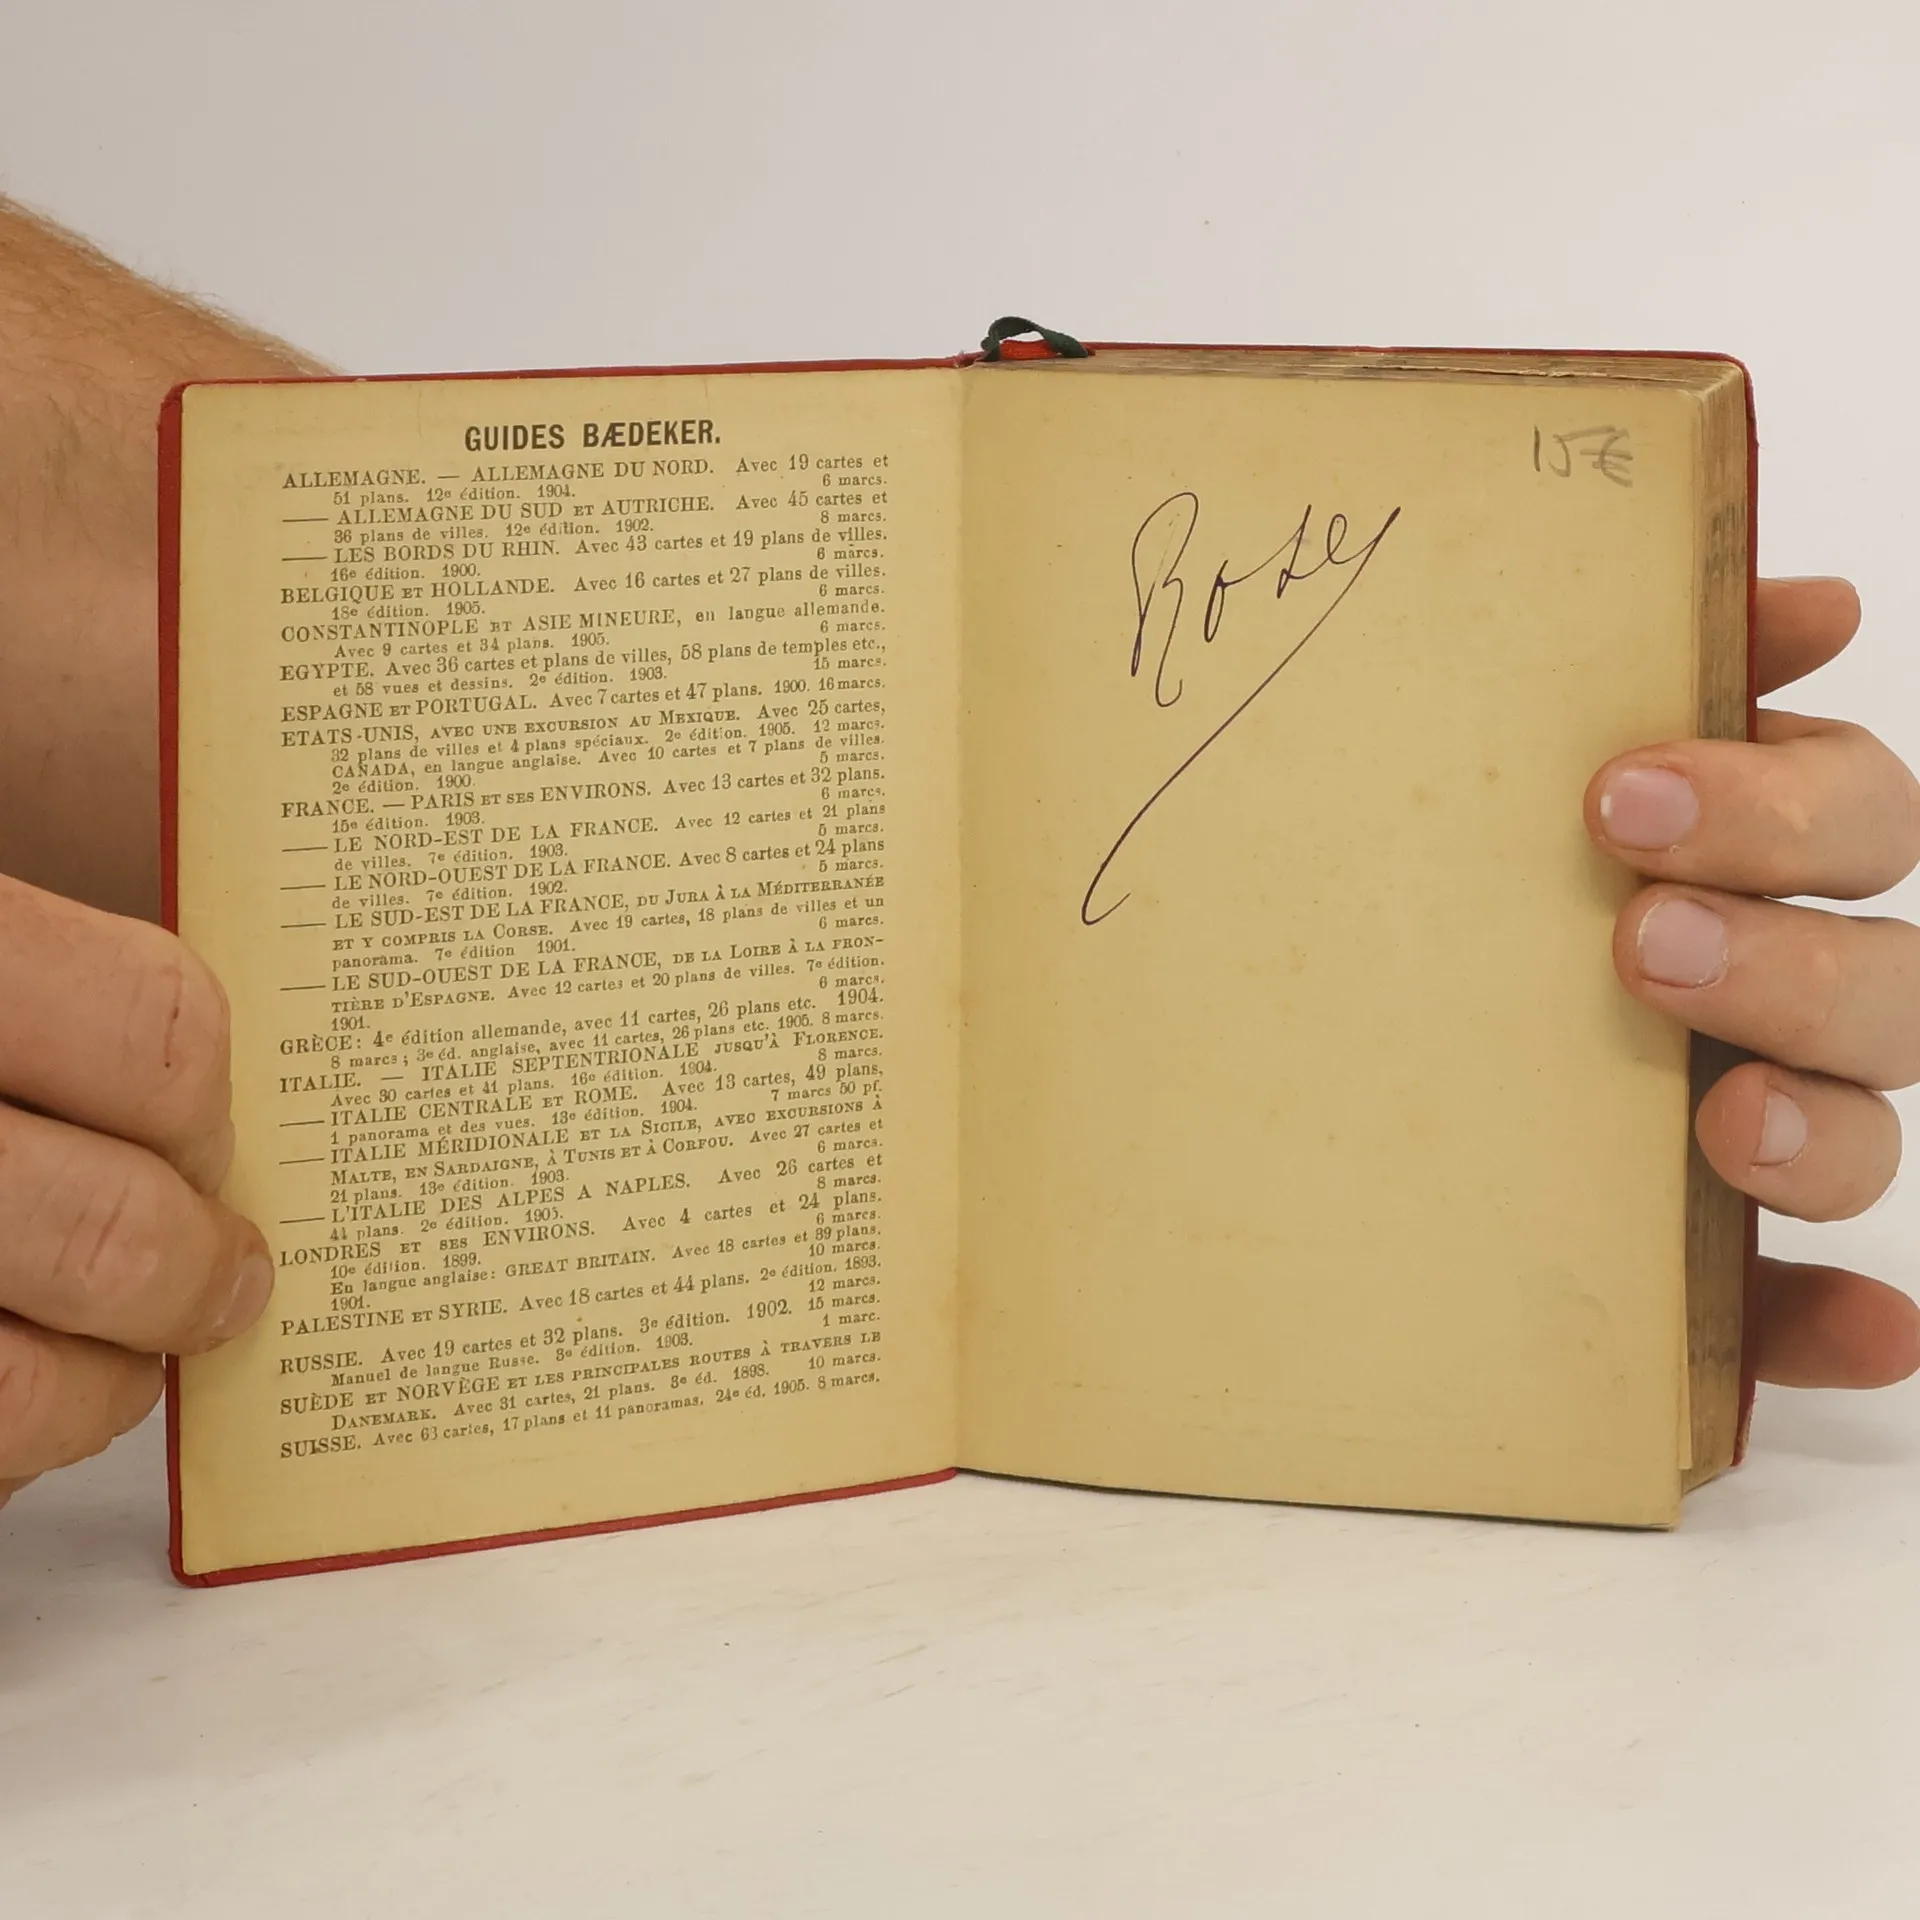 GUIDES BÆDEKER.
ALLEMAGNE. — ALLEMAGNE DU NORD. Avec 19 cartes et
51 plans. 12e édition. 1904. 6 marcs.
—— ALLEMAGNE DU SUD ET AUTRICHE. Avec 45 cartes et
36 plans de villes. 12e édition. 1902. 8 marcs.
—— LES BORDS DU RHIN. Avec 43 cartes et 19 plans de villes.
16e édition. 1900. 6 marcs.
BELGIQUE ET HOLLANDE. Avec 16 cartes et 27 plans de villes.
18e édition. 1905. 6 marcs.
CONSTANTINOPLE ET ASIE MINEURE, en langue allemande.
Avec 9 cartes et 34 plans. 1905. 6 marcs.
EGYPTE. Avec 36 cartes et plans de villes, 58 plans de temples etc.,
et 58 vues et dessins. 2e édition. 1903. 15 marcs.
ESPAGNE ET PORTUGAL. Avec 7 cartes et 47 plans. 1900. 16 marcs.
ETATS-UNIS, AVEC UNE EXCURSION AU MEXIQUE. Avec 25 cartes,
32 plans de villes et 4 plans spéciaux. 2e édition. 1905. 12 marcs.
CANADA, en langue anglaise. Avec 10 cartes et 7 plans de villes.
2e édition. 1900. 5 marcs.
FRANCE. — PARIS ET SES ENVIRONS. Avec 13 cartes et 32 plans.
15e édition. 1903. 6 marcs.
—— LE NORD-EST DE LA FRANCE. Avec 12 cartes et 21 plans
de villes. 7e édition. 1903. 5 marcs.
—— LE NORD-OUEST DE LA FRANCE. Avec 8 cartes et 24 plans
de villes. 7e édition. 1902. 5 marcs.
—— LE SUD-EST DE LA FRANCE, DU JURA À LA MÉDITERRANÉE
ET Y COMPRIS LA CORSE. Avec 19 cartes, 18 plans de villes et un
panorama. 7e édition 1901. 6 marcs.
—— LE SUD-OUEST DE LA FRANCE, DE LA LOIRE À LA FRON-
TIÈRE D'ESPAGNE. Avec 12 cartes et 20 plans de villes. 7e édition.
1901. 6 marcs.
GRÈCE: 4e édition allemande, avec 11 cartes, 26 plans etc. 1904.
8 marcs; 3e éd. anglaise, avec 11 cartes, 26 plans etc. 1905. 8 marcs.
ITALIE. — ITALIE SEPTENTRIONALE JUSQU'À FLORENCE.
Avec 30 cartes et 41 plans. 16e édition. 1904. 8 marcs.
—— ITALIE CENTRALE ET ROME. Avec 13 cartes, 49 plans,
1 panorama et des vues. 13e édition. 1904. 7 marcs 50 pf.
—— ITALIE MÉRIDIONALE ET LA SICILE, AVEC EXCURSIONS À
MALTE, EN SARDAIGNE, À TUNIS ET À CORFOU. Avec 27 cartes et
21 plans. 13e édition. 1903. 6 marcs.
—— L'ITALIE DES ALPES A NAPLES. Avec 26 cartes et
44 plans. 2e édition. 1905. 8 marcs.
LONDRES ET SES ENVIRONS. Avec 4 cartes et 24 plans.
10e édition. 1899. 6 marcs.
En langue anglaise: GREAT BRITAIN. Avec 18 cartes et 39 plans.
1901. 10 marcs.
PALESTINE ET SYRIE. Avec 18 cartes et 44 plans. 2e édition. 1893.
12 marcs.
RUSSIE. Avec 19 cartes et 32 plans. 3e édition. 1902. 15 marcs.
Manuel de langue Russe. 3e édition. 1903. 1 marc.
SUÈDE ET NORVÈGE ET LES PRINCIPALES ROUTES À TRAVERS LE
DANEMARK. Avec 31 cartes, 21 plans. 3e éd. 1898. 10 marcs.
SUISSE. Avec 63 cartes, 17 plans et 11 panoramas. 24e éd. 1905. 8 marcs.
15€